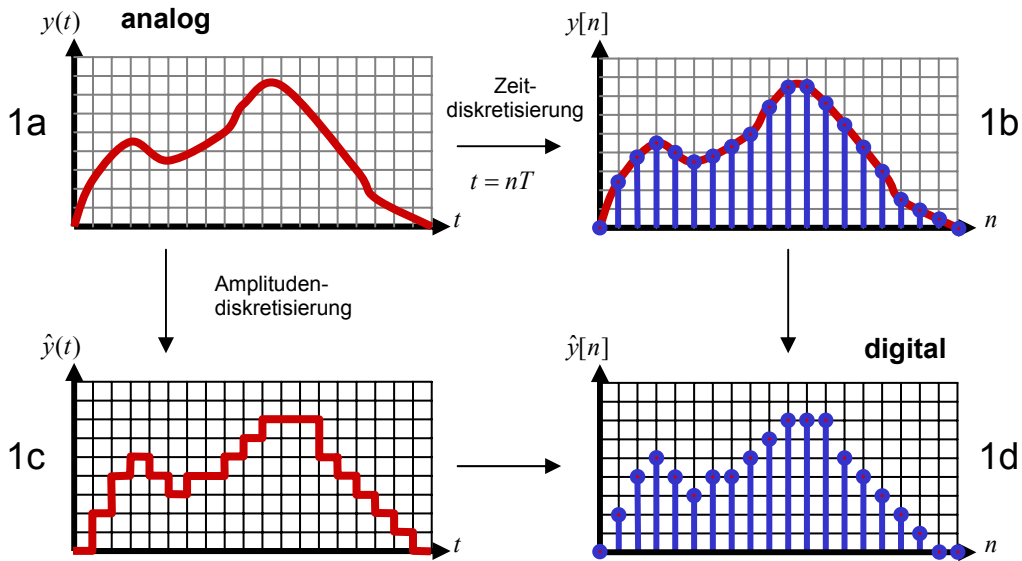 y(t)
analog
y[n]
1a
Zeit-
diskretisierung
t = nT
1b
t
n
Amplituden-
diskretisierung
ŷ(t)
ŷ[n]
digital
1c
1d
t
n